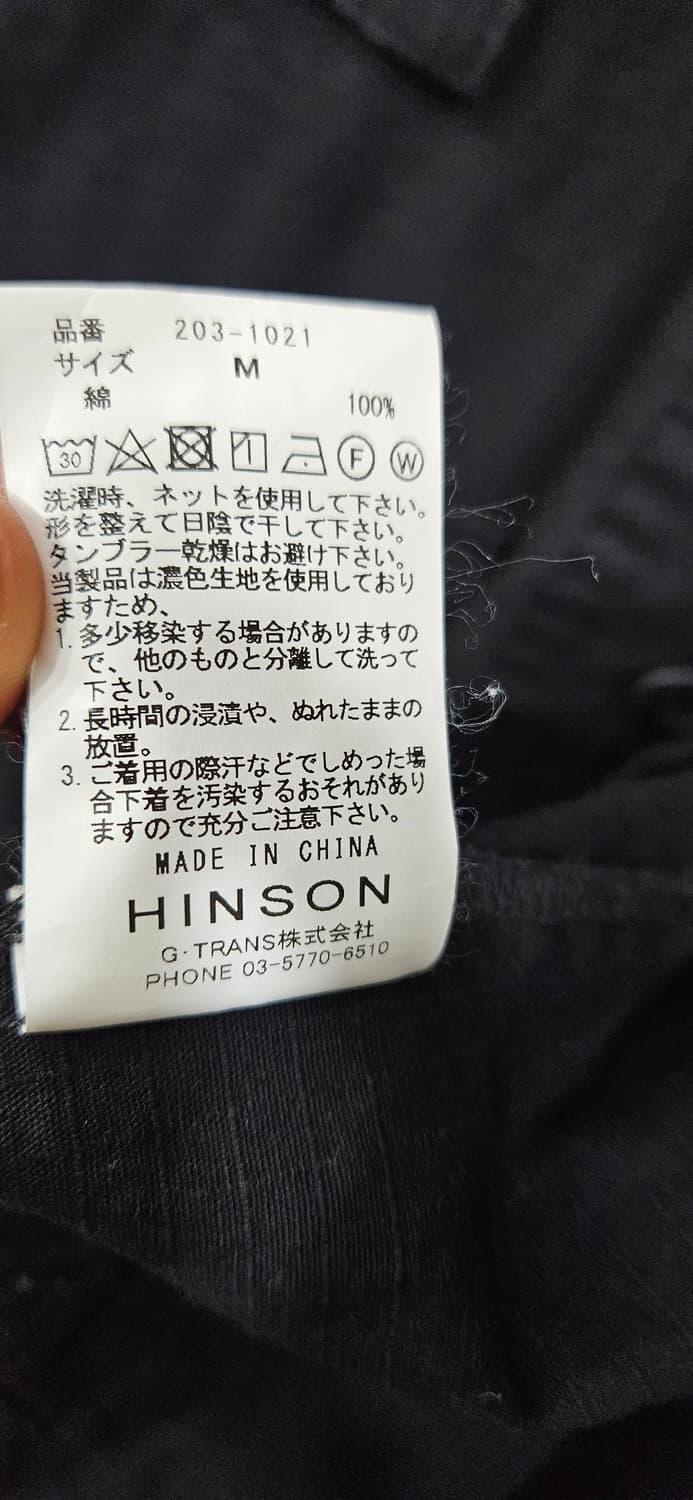 品番 203-1021
サイズ M
綿 100%
30 F W
洗濯時、ネットを使用して下さい。
形を整えて日陰で干して下さい。
タンブラー乾燥はお避け下さい。
当製品は濃色生地を使用しており
ますため、
1. 多少移染する場合がありますの
で、他のものと分離して洗って
下さい。
2. 長時間の浸漬や、ぬれたままの
放置。
3. ご着用の際汗などでしめった場
合下着を汚染するおそれがあり
ますので充分ご注意下さい。
MADE IN CHINA
HINSON
G·TRANS株式会社
PHONE 03-5770-6510